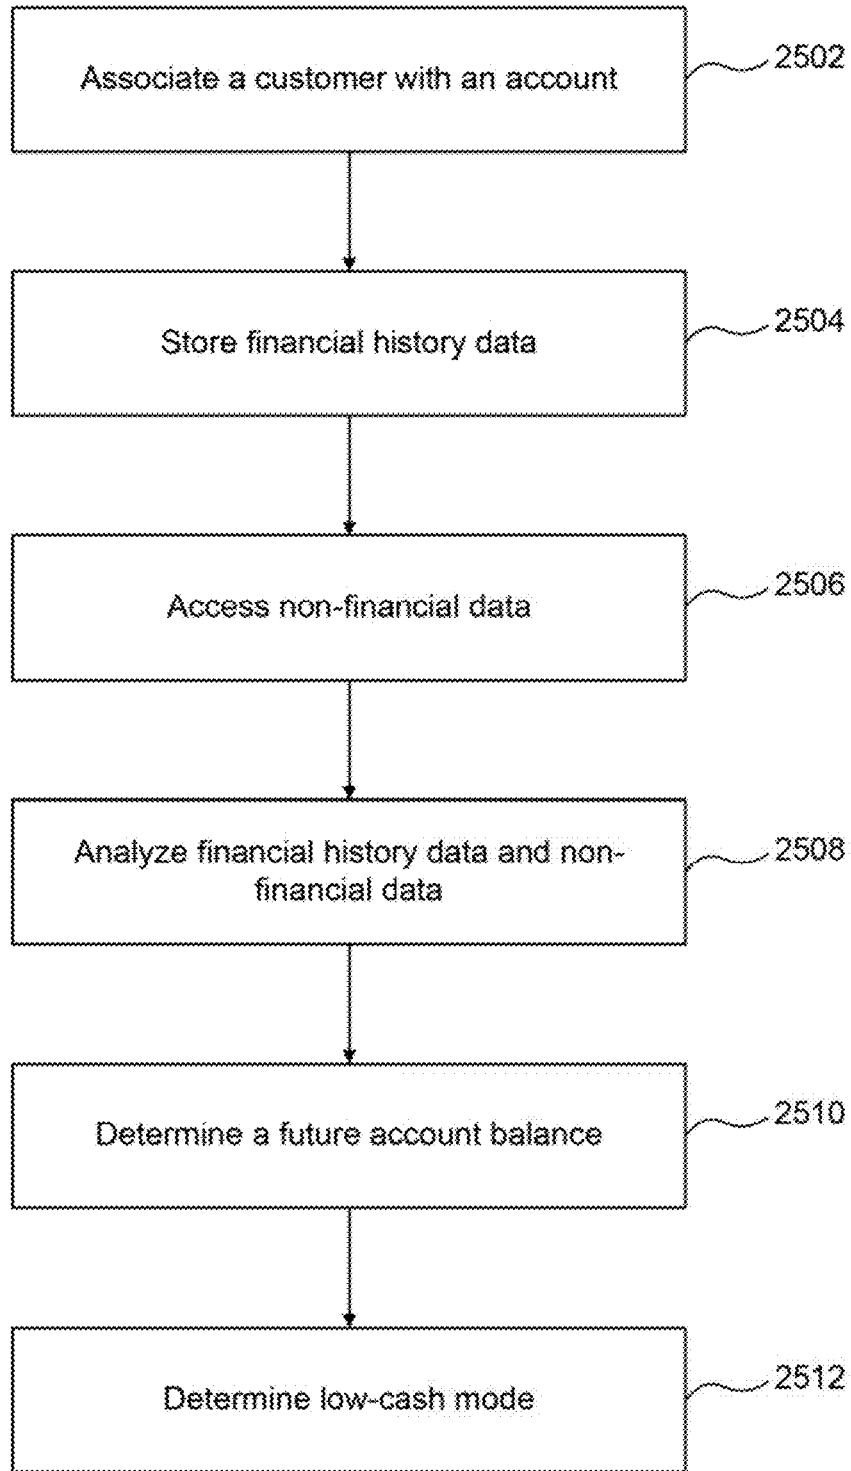 Associate a customer with an account
2502
Store financial history data
2504
Access non-financial data
2506
Analyze financial history data and non-
financial data
2508
Determine a future account balance
2510
Determine low-cash mode
2512